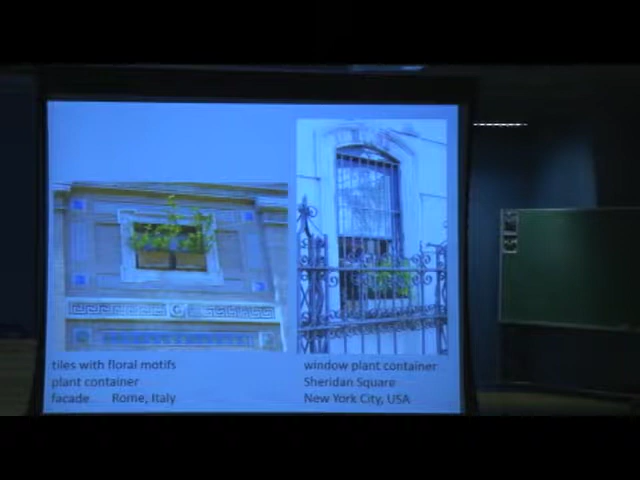 tiles with floral motifs
plant container
facade Rome, Italy
window plant container
Sheridan Square
New York City, USA